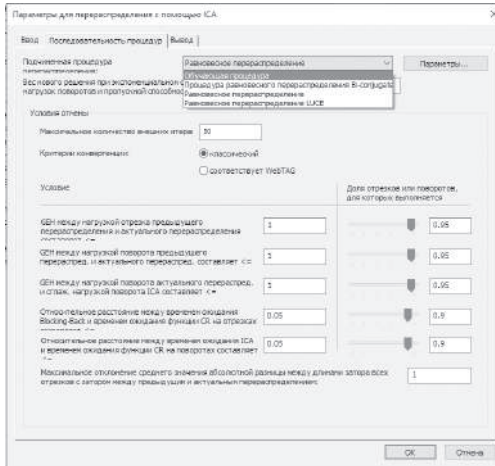 Параметры для перераспределения с помощью ICA
Ввод Последовательность процедур Вывод
Подчиненная процедура перераспределения:
Равновесное перераспределение
Параметры...
Обучающая процедура
Процедура равновесного перераспределения Bi-conjugate
Равновесное перераспределение
Равновесное перераспределение LUCE
Вес нового решения при экспоненциальном
нагрузок поворотов и пропускной способнос
Условия отмены
Максимальное количество внешних итера 30
Критерии конвергенции: классический
соответствует WebTAG
Условие
Доля отрезков или поворотов,
для которых выполняется
GEH между нагрузкой отрезка предыдущего
перераспределения и актуального перераспределения
составляет <=
1
0.95
GEH между нагрузкой поворота предыдущего
перераспред. и актуального перераспред. составляет <=
1
0.95
GEH между нагрузкой поворота актуального перераспред.
и сглаж. нагрузкой поворота ICA составляет <=
1
0.95
Относительное расстояние между временем ожидания
Blocking-Back и временем ожидания функции CR на отрезках
0.05
0.9
Относительное расстояние между временем ожидания ICA
и временем ожидания функции CR на поворотах составляет
<=
0.05
0.9
Максимальное отклонение среднего значения абсолютной разницы между длинами затора всех
отрезков с затором между предыдущим и актуальным перераспределением:
1
OK Отмена